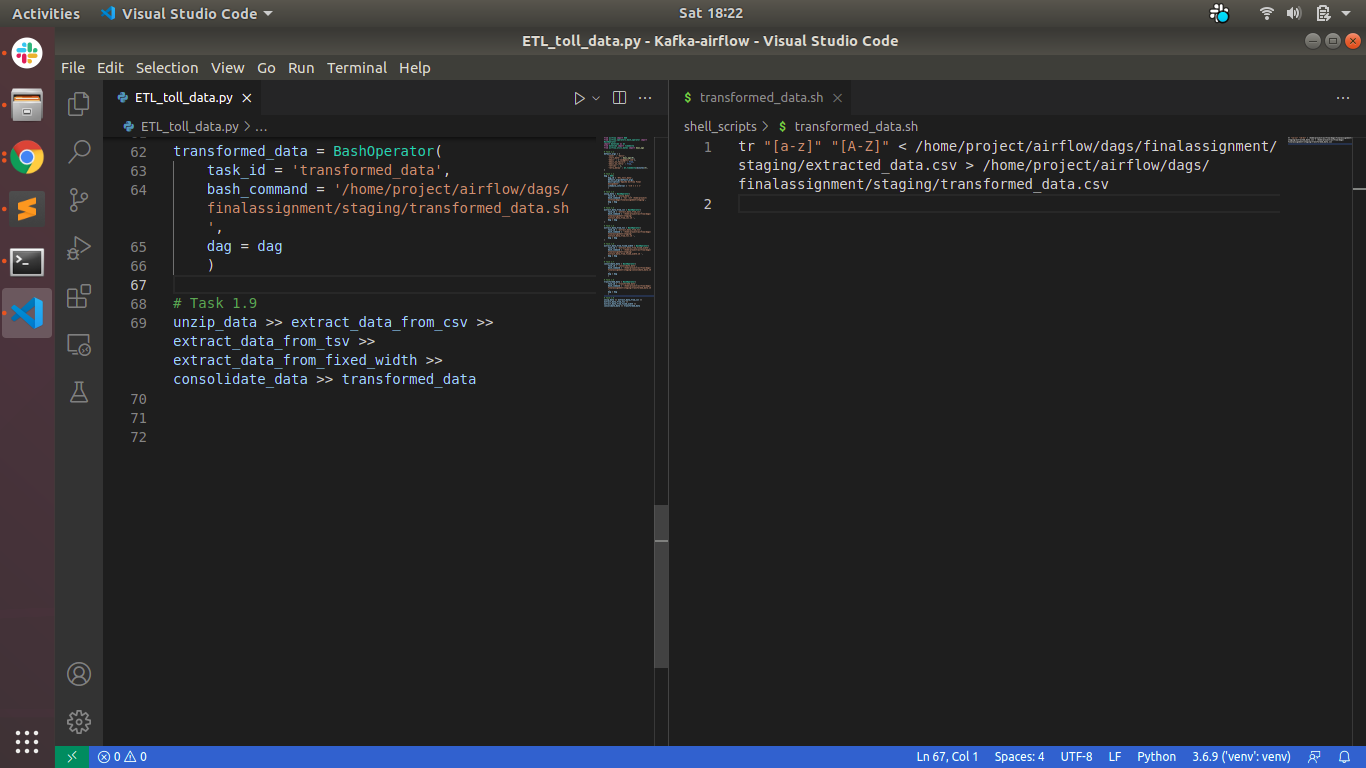 Activities
Visual Studio Code
Sat 18:22
ETL_toll_data.py - Kafka-airflow - Visual Studio Code
File Edit Selection View Go Run Terminal Help
ETL_toll_data.py
ETL_toll_data.py > ...
62 transformed_data = BashOperator(
63 task_id = 'transformed_data',
64 bash_command = '/home/project/airflow/dags/
finalassignment/staging/transformed_data.sh
',
65 dag = dag
66 )
67
68 # Task 1.9
69 unzip_data >> extract_data_from_csv >>
extract_data_from_tsv >>
extract_data_from_fixed_width >>
consolidate_data >> transformed_data
70
71
72
transformed_data.sh
shell_scripts > transformed_data.sh
1 tr "[a-z]" "[A-Z]" < /home/project/airflow/dags/finalassignment/
staging/extracted_data.csv > /home/project/airflow/dags/
finalassignment/staging/transformed_data.csv
2
0 0
Ln 67, Col 1 Spaces: 4 UTF-8 LF Python 3.6.9 ('venv': venv)